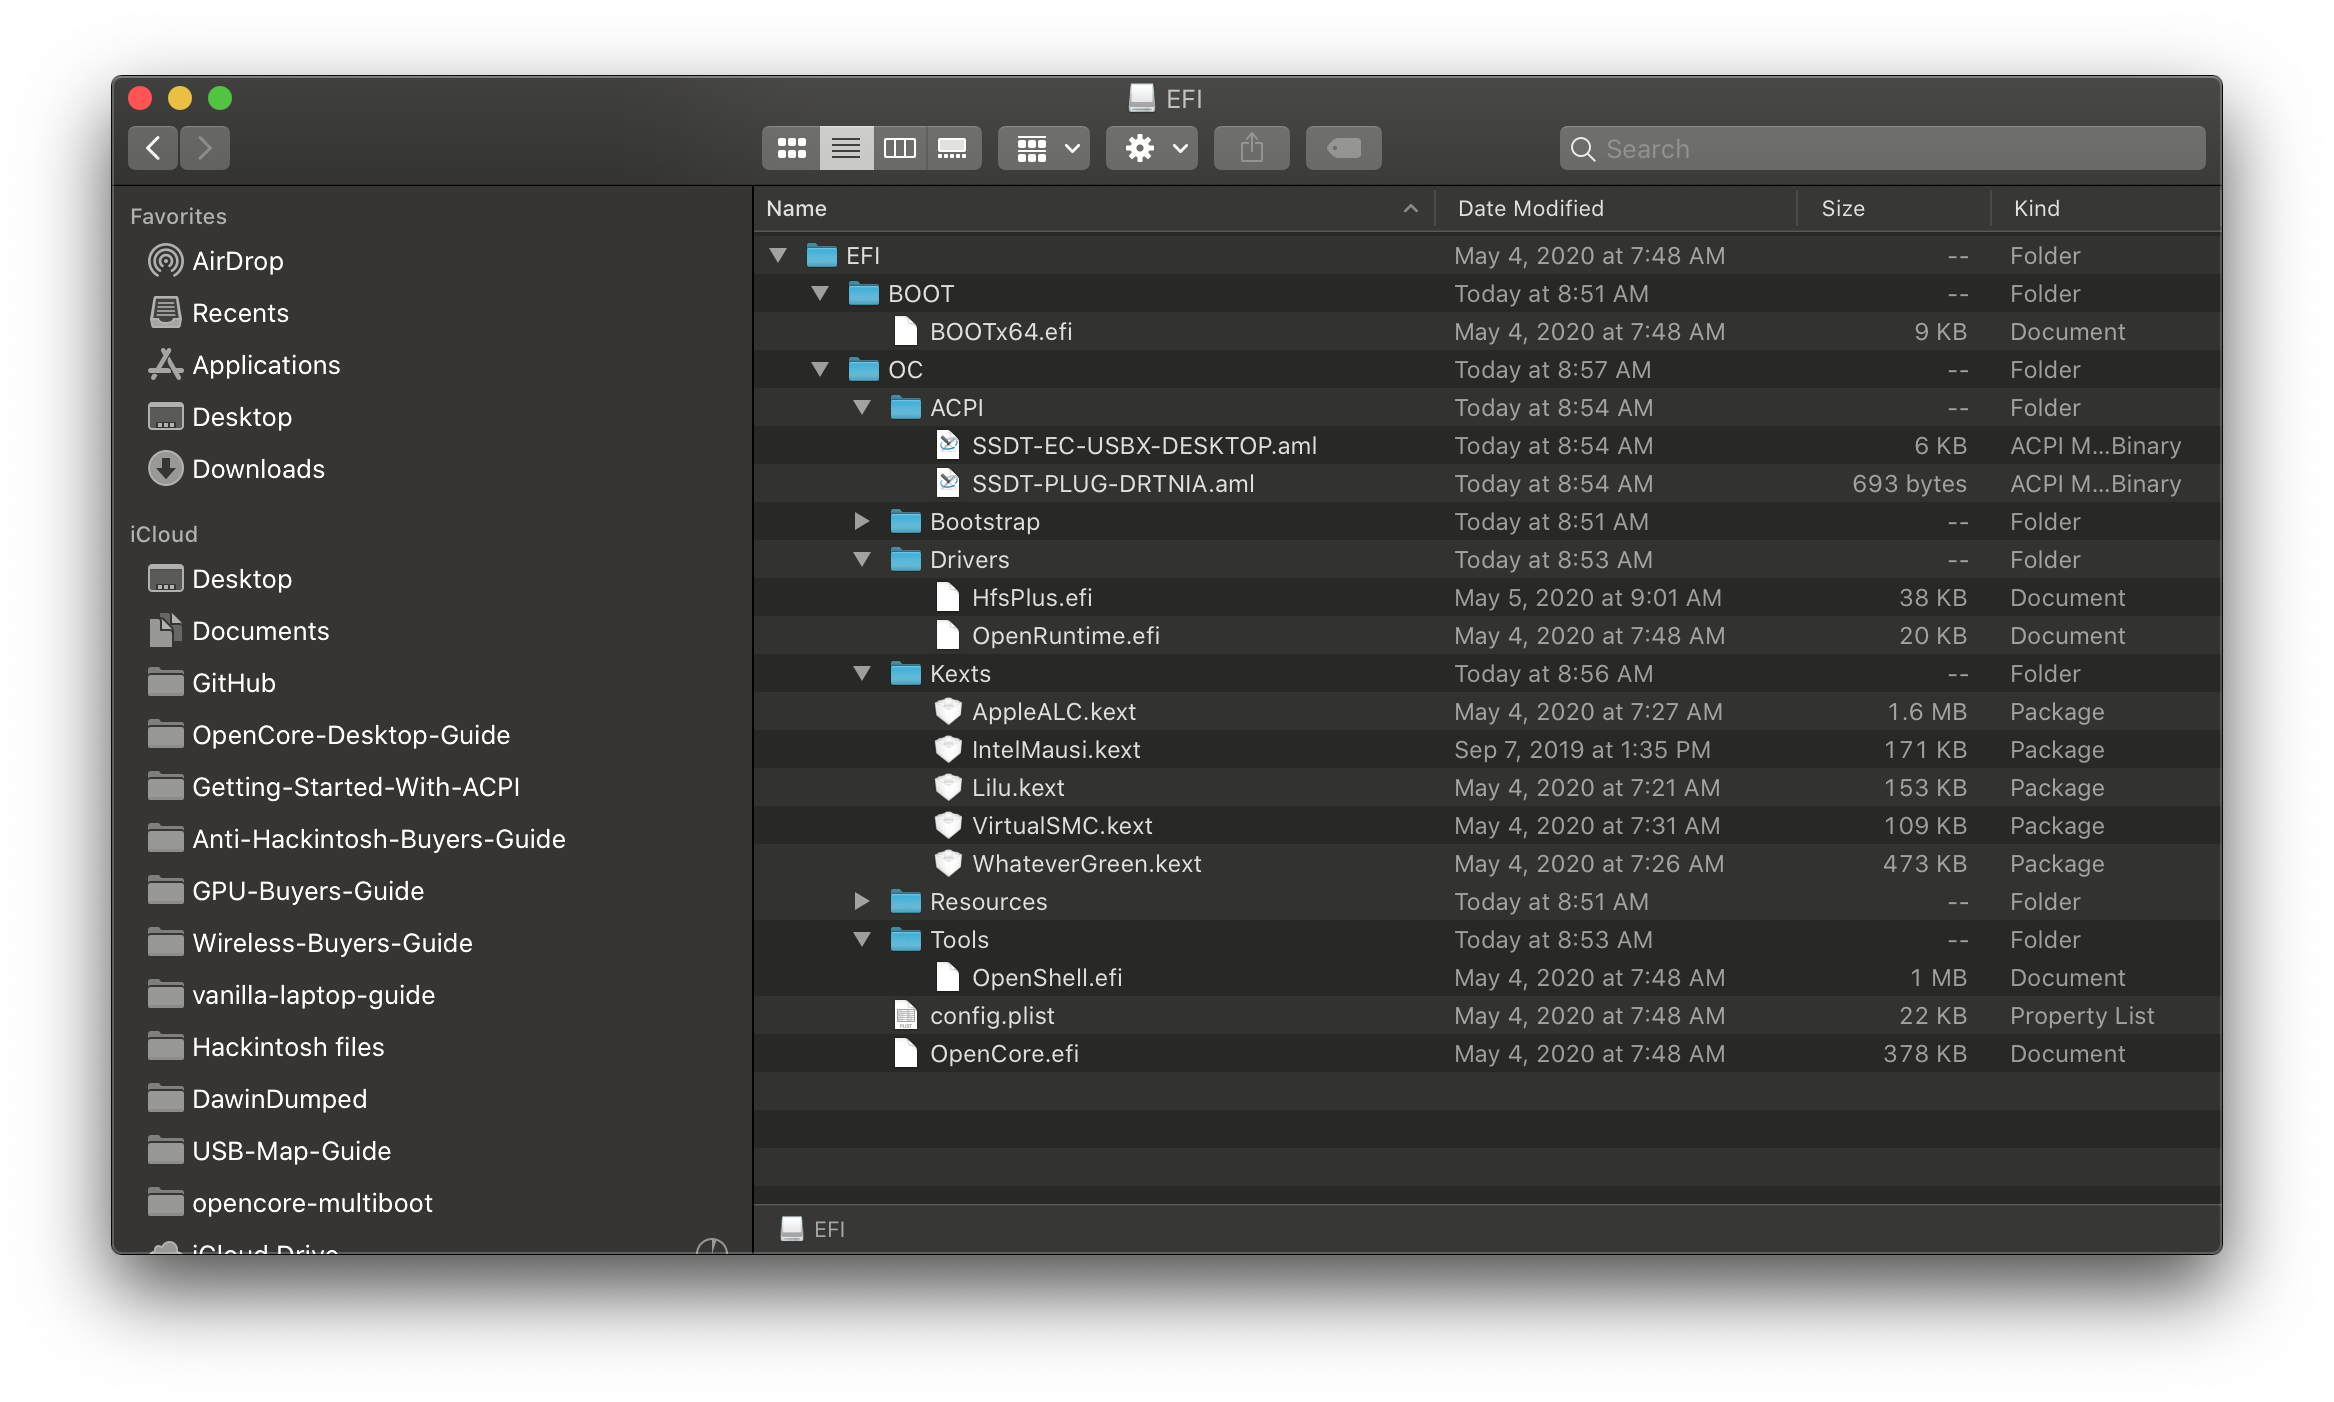 EFI
Search
Favorites
AirDrop
Recents
Applications
Desktop
Downloads
iCloud
Desktop
Documents
GitHub
OpenCore-Desktop-Guide
Getting-Started-With-ACPI
Anti-Hackintosh-Buyers-Guide
GPU-Buyers-Guide
Wireless-Buyers-Guide
vanilla-laptop-guide
Hackintosh files
DawinDumped
USB-Map-Guide
opencore-multiboot
iCloud Drive
Name Date Modified Size Kind
EFI May 4, 2020 at 7:48 AM -- Folder
BOOT Today at 8:51 AM -- Folder
BOOTx64.efi May 4, 2020 at 7:48 AM 9 KB Document
OC Today at 8:57 AM -- Folder
ACPI Today at 8:54 AM -- Folder
SSDT-EC-USBX-DESKTOP.aml Today at 8:54 AM 6 KB ACPI M...Binary
SSDT-PLUG-DRTNIA.aml Today at 8:54 AM 693 bytes ACPI M...Binary
Bootstrap Today at 8:51 AM -- Folder
Drivers Today at 8:53 AM -- Folder
HfsPlus.efi May 5, 2020 at 9:01 AM 38 KB Document
OpenRuntime.efi May 4, 2020 at 7:48 AM 20 KB Document
Kexts Today at 8:56 AM -- Folder
AppleALC.kext May 4, 2020 at 7:27 AM 1.6 MB Package
IntelMausi.kext Sep 7, 2019 at 1:35 PM 171 KB Package
Lilu.kext May 4, 2020 at 7:21 AM 153 KB Package
VirtualSMC.kext May 4, 2020 at 7:31 AM 109 KB Package
WhateverGreen.kext May 4, 2020 at 7:26 AM 473 KB Package
Resources Today at 8:51 AM -- Folder
Tools Today at 8:53 AM -- Folder
OpenShell.efi May 4, 2020 at 7:48 AM 1 MB Document
config.plist May 4, 2020 at 7:48 AM 22 KB Property List
OpenCore.efi May 4, 2020 at 7:48 AM 378 KB Document
EFI